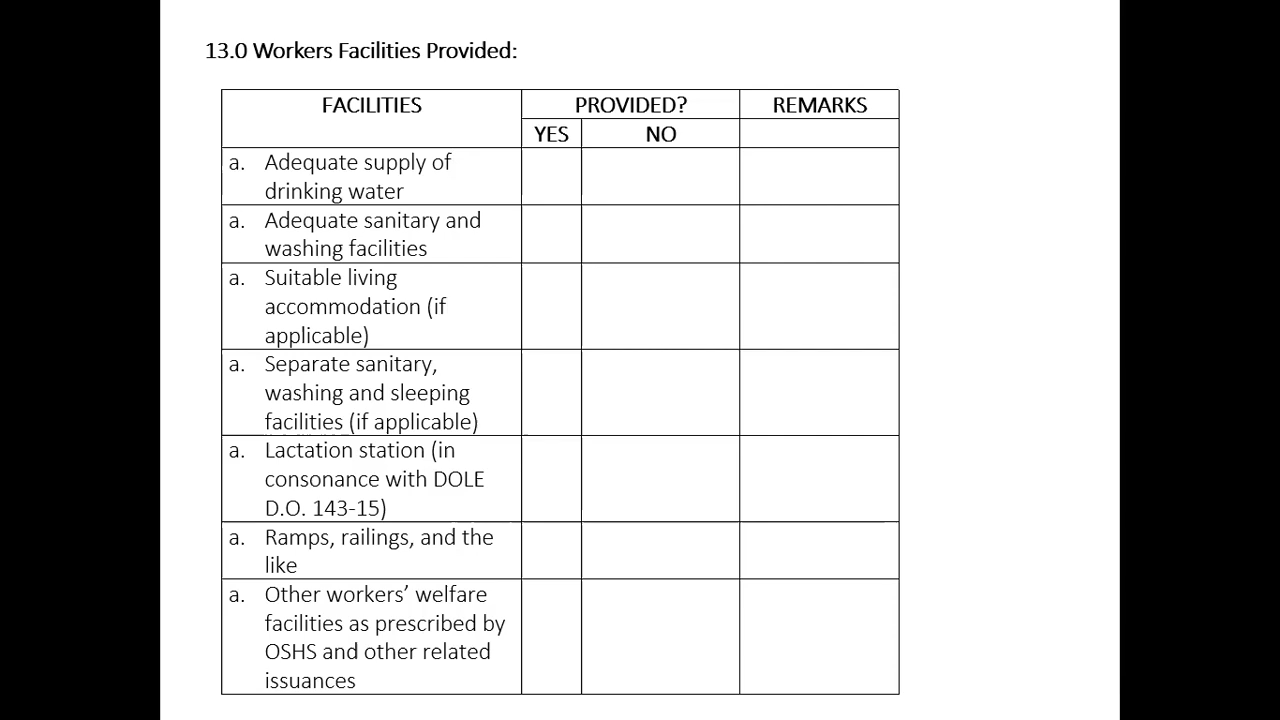 13.0 Workers Facilities Provided:
FACILITIES PROVIDED? REMARKS
YES NO
a. Adequate supply of
drinking water
a. Adequate sanitary and
washing facilities
a. Suitable living
accommodation (if
applicable)
a. Separate sanitary,
washing and sleeping
facilities (if applicable)
a. Lactation station (in
consonance with DOLE
D.O. 143-15)
a. Ramps, railings, and the
like
a. Other workers’ welfare
facilities as prescribed by
OSHS and other related
issuances